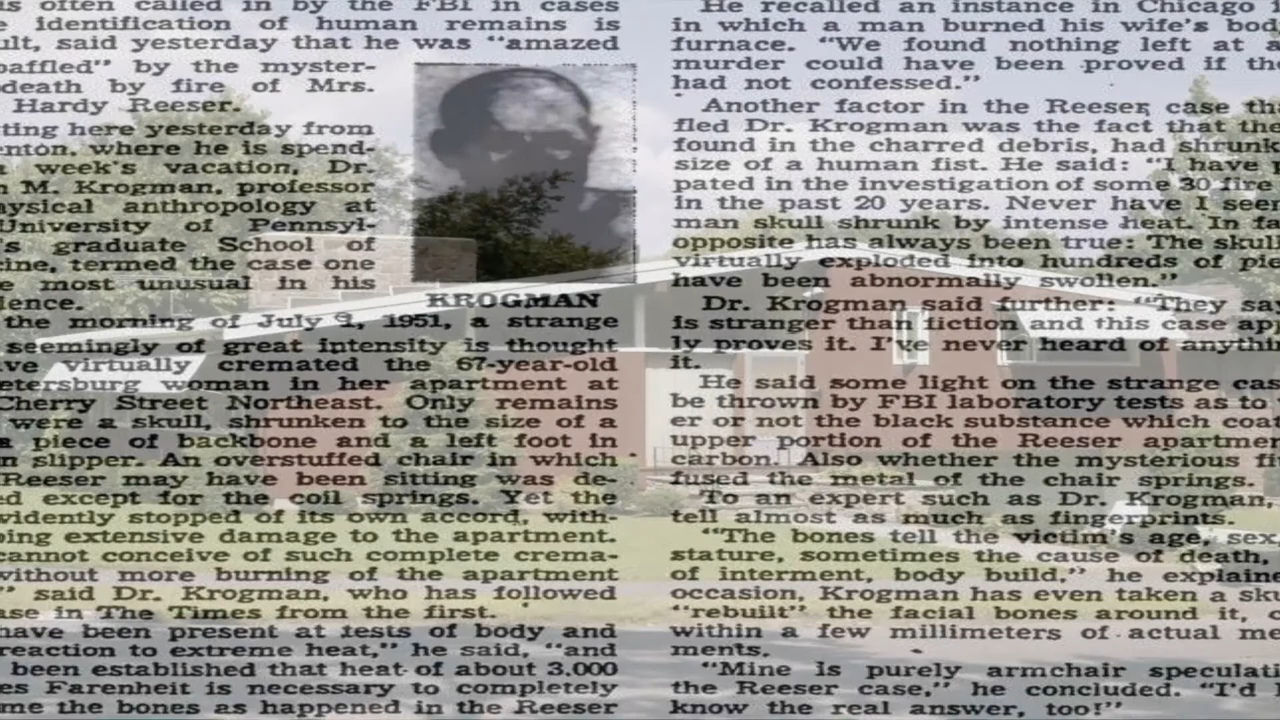 is often called in by the FBI in cases
e identification of human remains is
ult, said yesterday that he was "amazed
baffled" by the myster-
death by fire of Mrs.
Hardy Reeser.
ting here yesterday from
enton, where he is spend-
week's vacation, Dr.
n M. Krogman, professor
hysical anthropology at
University of Pennsyl-
's graduate School of
cine, termed the case one
e most unusual in his
lence.
KROGMAN
the morning of July 1, 1951, a strange
seemingly of great intensity is thought
ve virtually cremated the 67-year-old
etersburg woman in her apartment at
Cherry Street Northeast. Only remains
were a skull, shrunken to the size of a
a piece of backbone and a left foot in
n slipper. An overstuffed chair in which
Reeser may have been sitting was de-
ed except for the coil springs. Yet the
vidently stopped of its own accord, with-
ping extensive damage to the apartment.
cannot conceive of such complete crema-
without more burning of the apartment
" said Dr. Krogman, who has followed
ase in The Times from the first.
have been present at tests of body and
reaction to extreme heat," he said, "and
been established that heat of about 3,000
es Farenheit is necessary to completely
me the bones as happened in the Reeser
He recalled an instance in Chicago
in which a man burned his wife's bod
furnace. "We found nothing left at a
murder could have been proved if the
had not confessed."
Another factor in the Reeser case th
fled Dr. Krogman was the fact that the
found in the charred debris, had shrunk
size of a human fist. He said: "I have
pated in the investigation of some 30 fire
in the past 20 years. Never have I seen
man skull shrunk by intense heat. In fa
opposite has always been true: The skull
virtually exploded into hundreds of pie
have been abnormally swollen."
Dr. Krogman said further: "They say
is stranger than fiction and this case ap
ly proves it. I've never heard of anythin
it.
He said some light on the strange cas
be thrown by FBI laboratory tests as to
er or not the black substance which coa
upper portion of the Reeser apartmen
carbon. Also whether the mysterious fi
fused the metal of the chair springs.
To an expert such as Dr. Krogman,
tell almost as much as fingerprints.
"The bones tell the victim's age, sex,
stature, sometimes the cause of death,
of interment, body build," he explaine
occasion, Krogman has even taken a sku
"rebuilt" the facial bones around it, c
within a few millimeters of actual me
ments.
"Mine is purely armchair speculati
the Reeser case," he concluded. "I'd
know the real answer, too!"